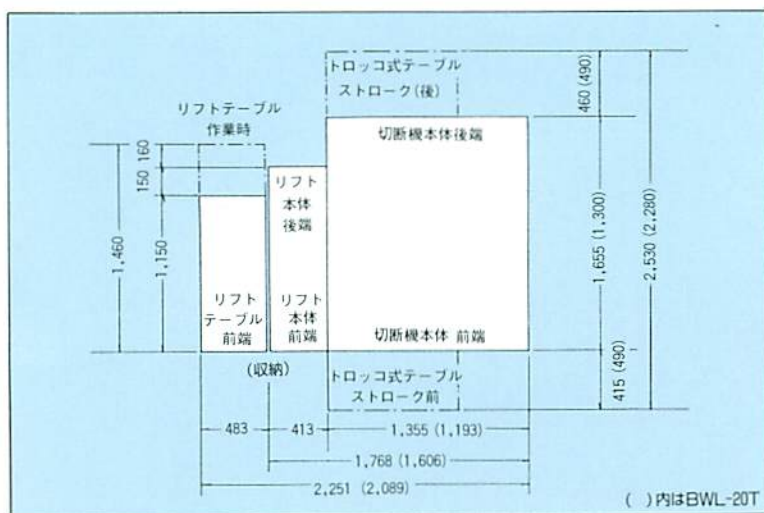 トロッコ式テーブル
ストローク(後)
460 (490)
リフトテーブル
作業時
切断機本体後端
160
150
リフト
本体
後端
1,460
1,150
1,655 (1,300)
2,530 (2,280)
リフト
テーブル
前端
リフト
本体
前端
切断機本体 前端
(収納)
トロッコ式テーブル
ストローク前
415 (490)
483
413
1,355 (1,193)
1,768 (1,606)
2,251 (2,089)
( )内はBWL-20T